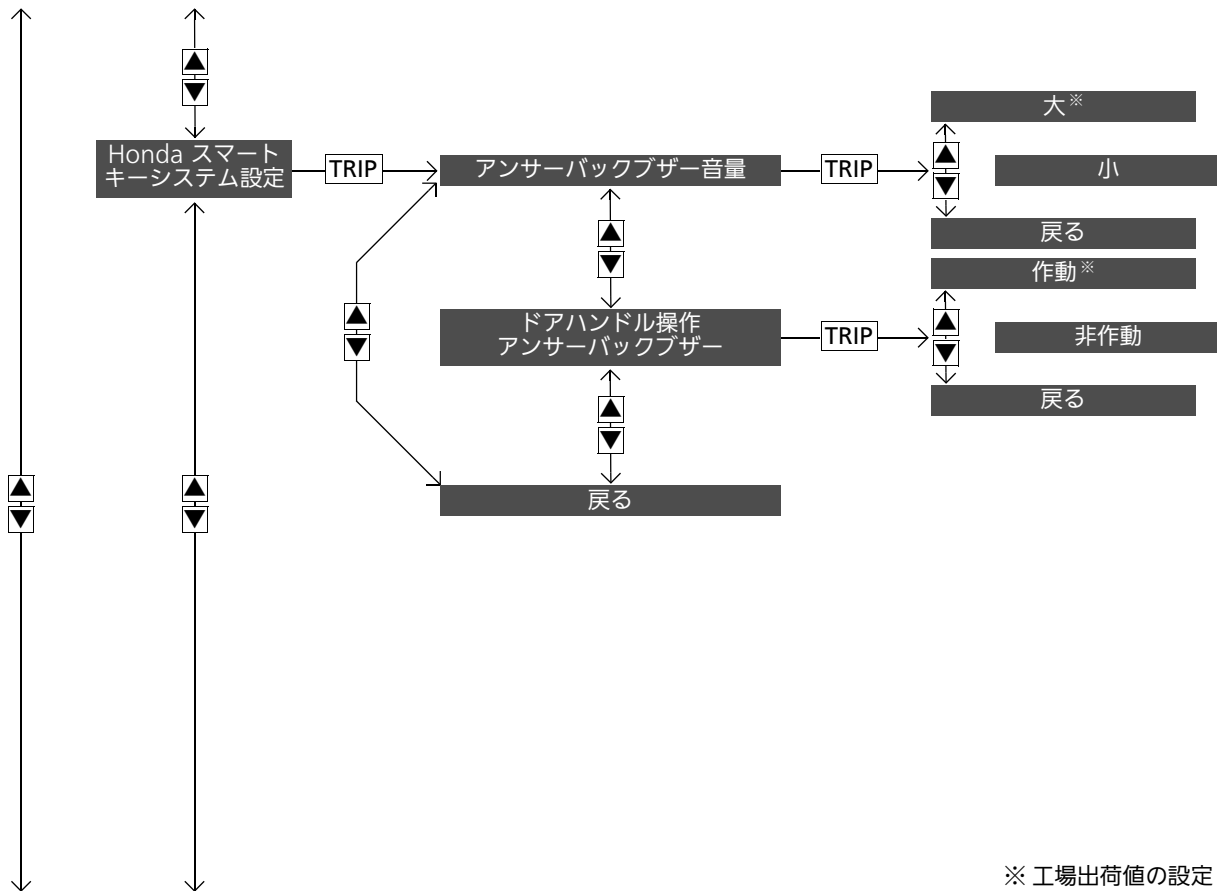 ▲
▼
大※
Honda スマート
キーシステム設定
TRIP
アンサーバックブザー音量
TRIP
▲
▼
小
戻る
▲
▼
作動※
▲
▼
ドアハンドル操作
アンサーバックブザー
TRIP
▲
▼
非作動
戻る
▲
▼
▲
▼
▲
▼
戻る
※ 工場出荷値の設定